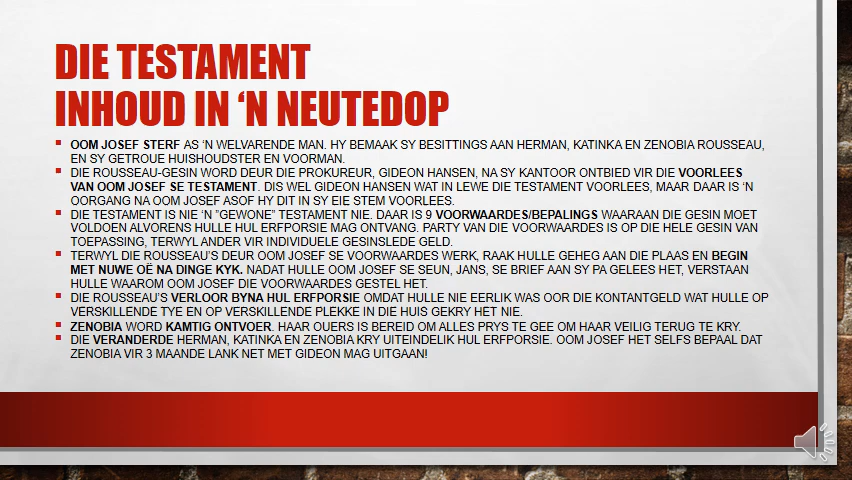 DIE TESTAMENT
INHOUD IN ‘N NEUTEDOP
OOM JOSEF STERF AS ‘N WELVARENDE MAN. HY BEMAAK SY BESITTINGS AAN HERMAN, KATINKA EN ZENOBIA ROUSSEAU,
EN SY GETROUE HUISHOUDSTER EN VOORMAN.
DIE ROUSSEAU-GESIN WORD DEUR DIE PROKUREUR, GIDEON HANSEN, NA SY KANTOOR ONTBIED VIR DIE VOORLEES
VAN OOM JOSEF SE TESTAMENT. DIS WEL GIDEON HANSEN WAT IN LEWE DIE TESTAMENT VOORLEES, MAAR DAAR IS ‘N
OORGANG NA OOM JOSEF ASOF HY DIT IN SY EIE STEM VOORLEES.
DIE TESTAMENT IS NIE ‘N "GEWONE" TESTAMENT NIE. DAAR IS 9 VOORWAARDES/BEPALINGS WAARAAN DIE GESIN MOET
VOLDOEN ALVORENS HULLE HUL ERFPORSIE MAG ONTVANG. PARTY VAN DIE VOORWAARDES IS OP DIE HELE GESIN VAN
TOEPASSING, TERWYL ANDER VIR INDIVIDUELE GESINSLEDE GELD.
TERWYL DIE ROUSSEAU’S DEUR OOM JOSEF SE VOORWAARDES WERK, RAAK HULLE GEHEG AAN DIE PLAAS EN BEGIN
MET NUWE OË NA DINGE KYK. NADAT HULLE OOM JOSEF SE SEUN, JANS, SE BRIEF AAN SY PA GELEES HET, VERSTAAN
HULLE WAAROM OOM JOSEF DIE VOORWAARDES GESTEL HET.
DIE ROUSSEAU’S VERLOOR BYNA HUL ERFPORSIE OMDAT HULLE NIE EERLIK WAS OOR DIE KONTANTGELD WAT HULLE OP
VERSKILLENDE TYE EN OP VERSKILLENDE PLEKKE IN DIE HUIS GEKRY HET NIE.
ZENOBIA WORD KAMTIG ONTVOER. HAAR OUERS IS BEREID OM ALLES PRYS TE GEE OM HAAR VEILIG TERUG TE KRY.
DIE VERANDERDE HERMAN, KATINKA EN ZENOBIA KRY UITEINDELIK HUL ERFPORSIE. OOM JOSEF HET SELFS BEPAAL DAT
ZENOBIA VIR 3 MAANDE LANK NET MET GIDEON MAG UITGAAN!